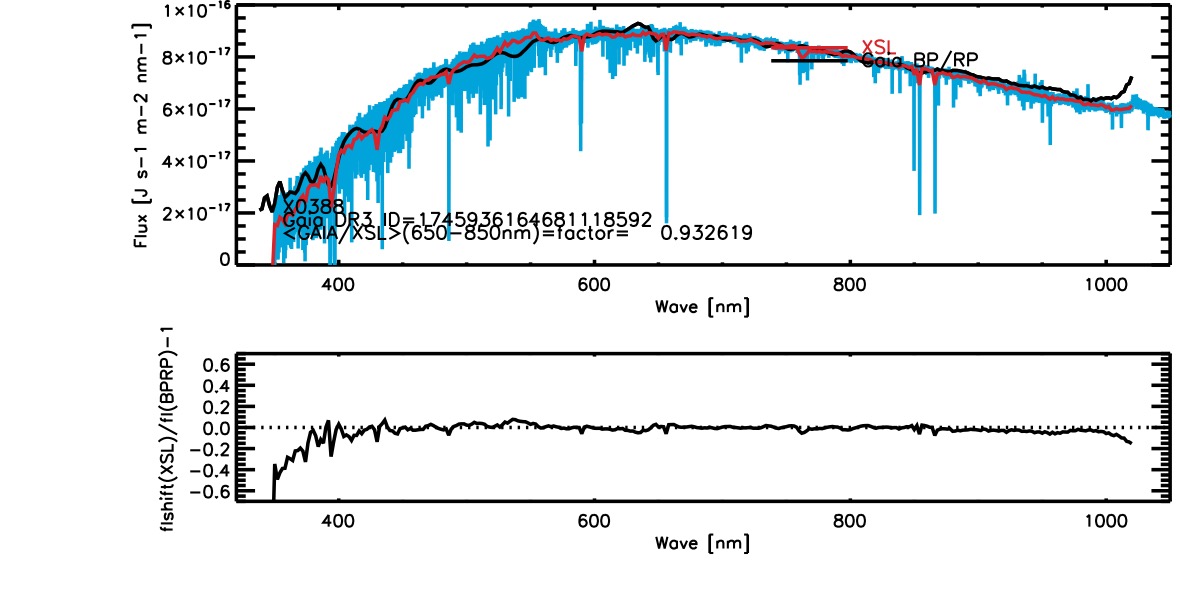 1×10⁻¹⁶
8×10⁻¹⁷
6×10⁻¹⁷
4×10⁻¹⁷
2×10⁻¹⁷
0
Flux [J s−1 m−2 nm−1]
XSL
Gaia BP/RP
X0388
Gaia DR3 ID=1745936164681118592
<GAIA/XSL>(650−850nm)=factor= 0.932619
400 600 800 1000
Wave [nm]
0.6
0.4
0.2
0.0
−0.2
−0.4
−0.6
flshift(XSL)/fl(BPRP)−1
400 600 800 1000
Wave [nm]